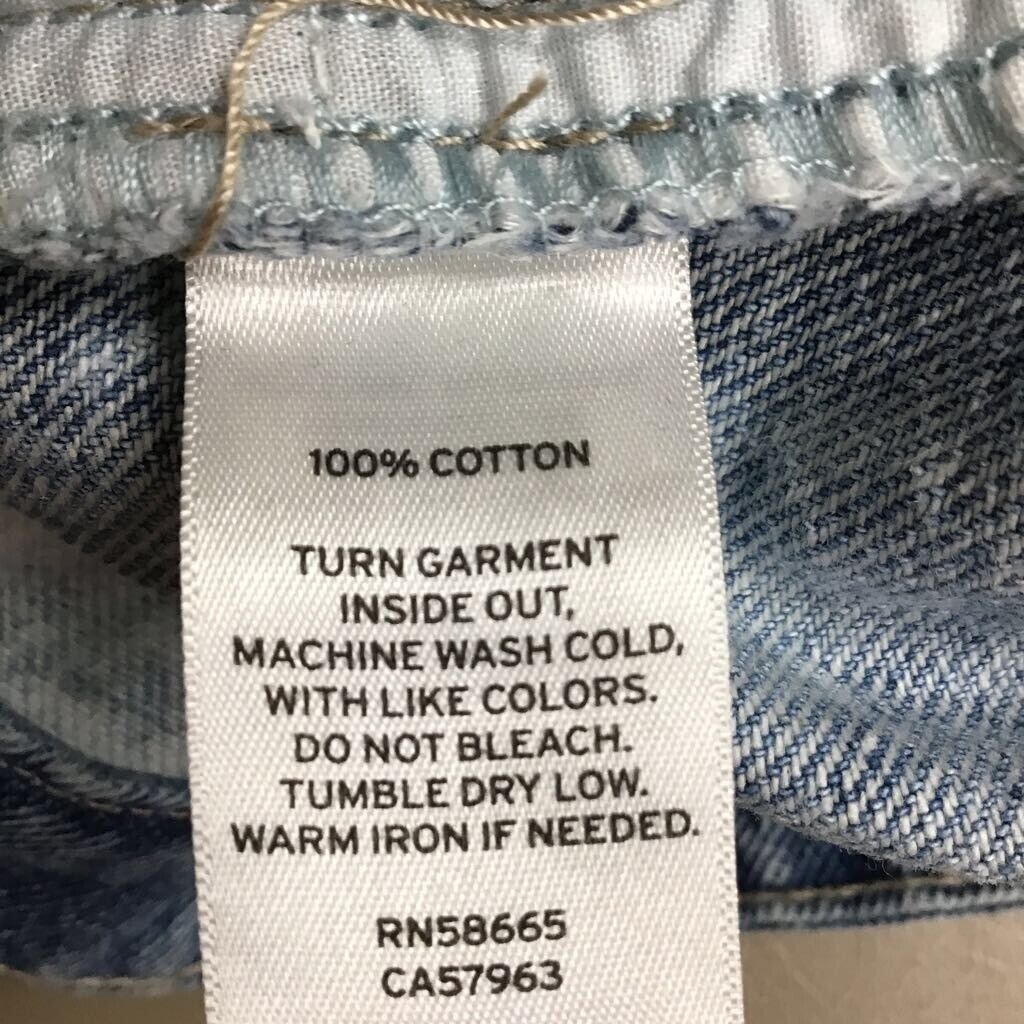 100% COTTON
TURN GARMENT
INSIDE OUT,
MACHINE WASH COLD,
WITH LIKE COLORS.
DO NOT BLEACH.
TUMBLE DRY LOW.
WARM IRON IF NEEDED.
RN58665
CA57963